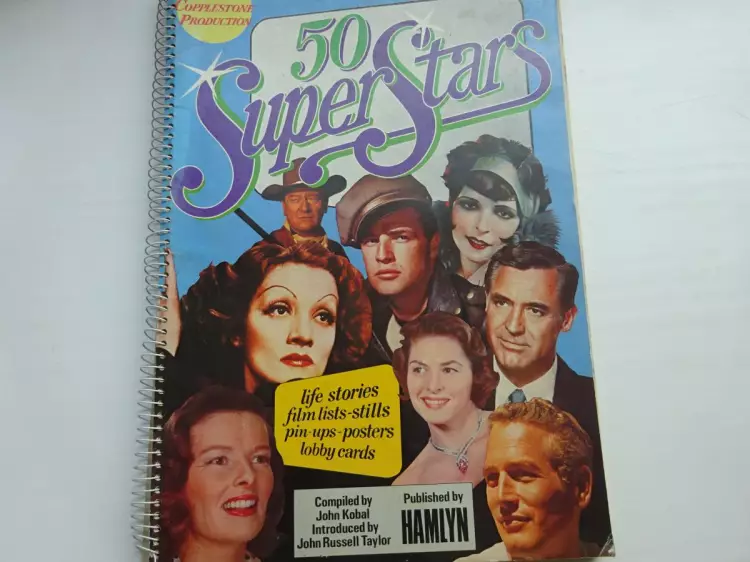 COPPLESTONE
PRODUCTION
50
SuperStars
life stories
film lists-stills
pin-ups-posters
lobby cards
Compiled by
John Kobal
Introduced by
John Russell Taylor
Published by
HAMLYN